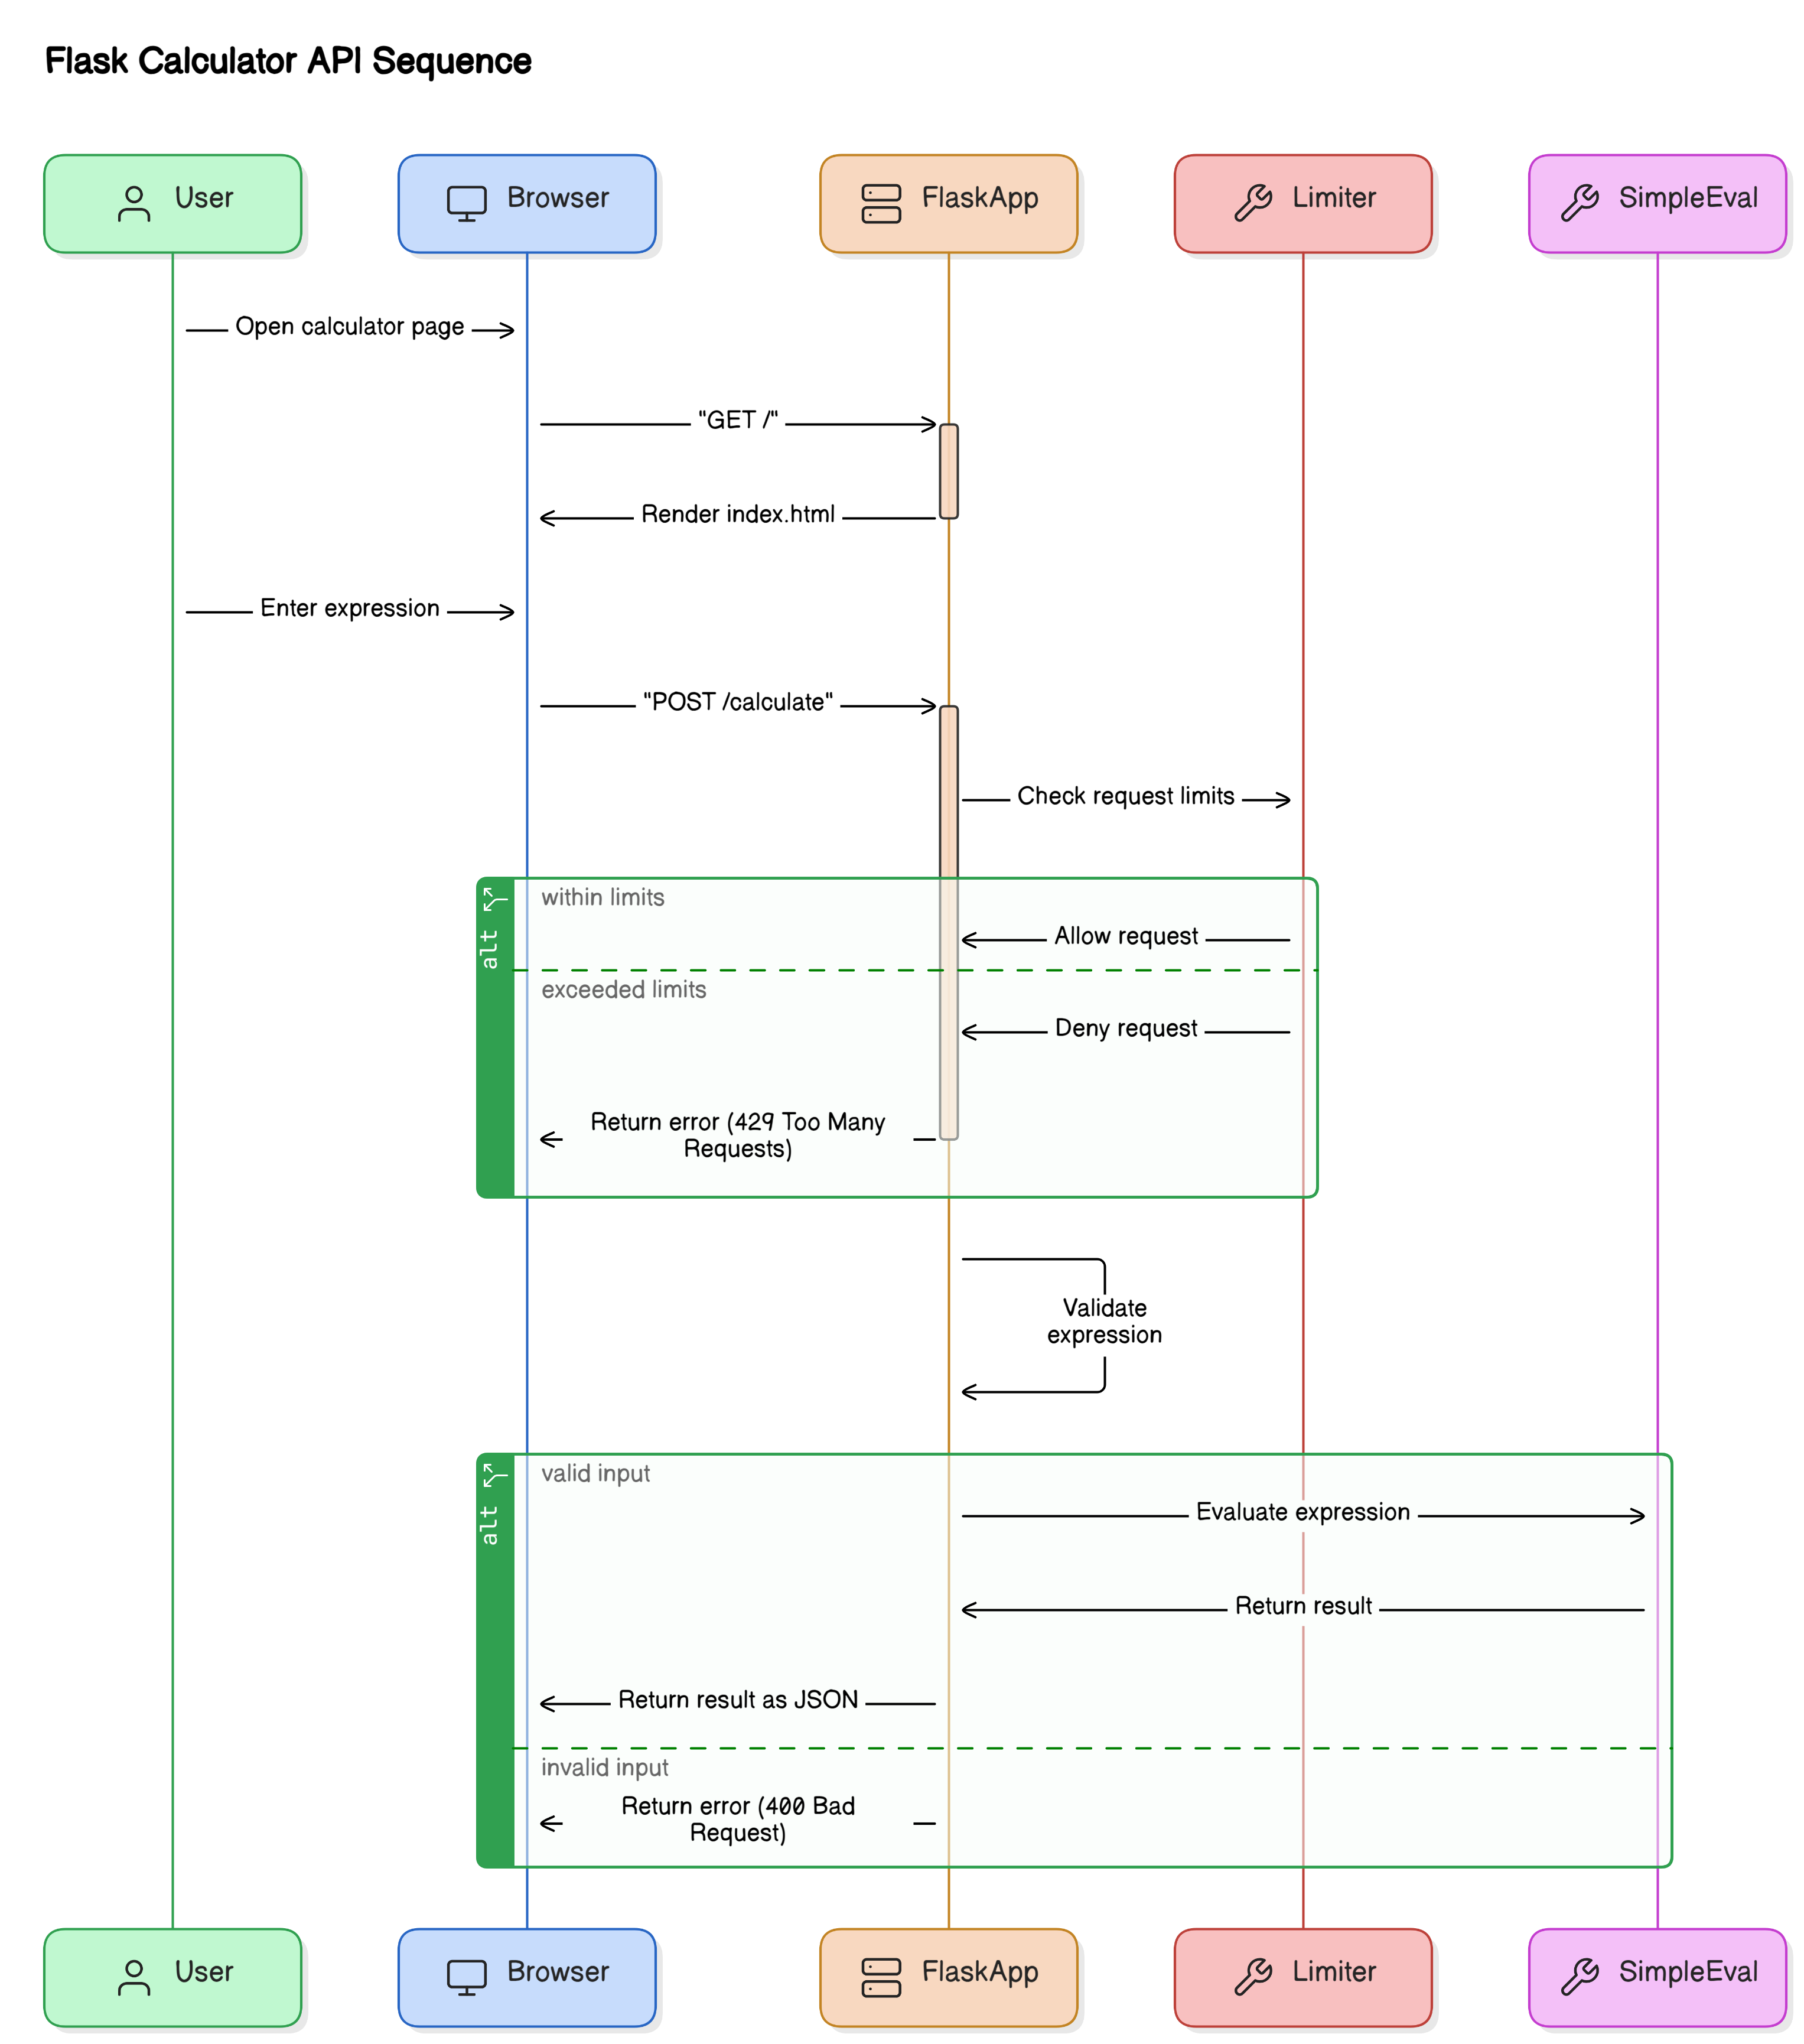 Flask Calculator API Sequence
User
Browser
FlaskApp
Limiter
SimpleEval
Open calculator page
"GET /"
Render index.html
Enter expression
"POST /calculate"
Check request limits
alt
within limits
Allow request
exceeded limits
Deny request
Return error (429 Too Many
Requests)
Validate
expression
alt
valid input
Evaluate expression
Return result
Return result as JSON
invalid input
Return error (400 Bad
Request)
User
Browser
FlaskApp
Limiter
SimpleEval